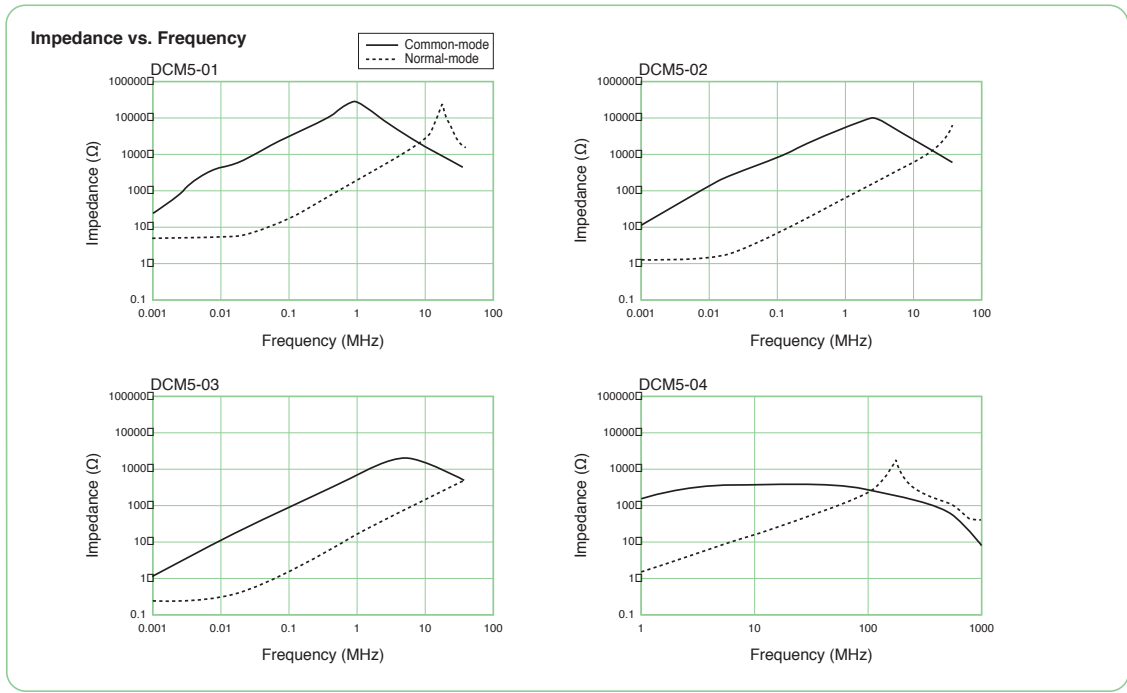 Impedance vs. Frequency
Common-mode
Normal-mode
DCM5-01
100000
10000
1000
100
10
1
0.1
Impedance (Ω)
0.001 0.01 0.1 1 10 100
Frequency (MHz)
DCM5-02
100000
10000
1000
100
10
1
0.1
Impedance (Ω)
0.001 0.01 0.1 1 10 100
Frequency (MHz)
DCM5-03
100000
10000
1000
100
10
1
0.1
Impedance (Ω)
0.001 0.01 0.1 1 10 100
Frequency (MHz)
DCM5-04
100000
10000
1000
100
10
1
0.1
Impedance (Ω)
1 10 100 1000
Frequency (MHz)